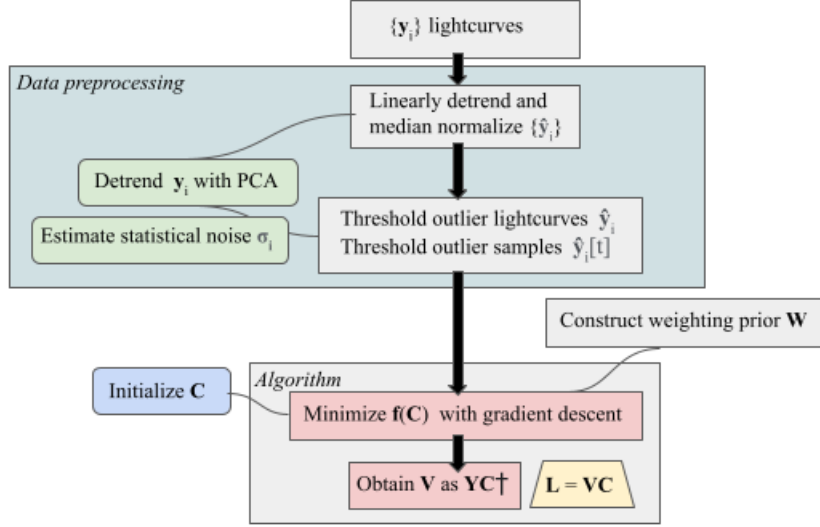 {y_i} lightcurves
Data preprocessing
Linearly detrend and
median normalize {ŷ_i}
Detrend y_i with PCA
Estimate statistical noise σ_i
Threshold outlier lightcurves ŷ_i
Threshold outlier samples ŷ_i[t]
Construct weighting prior W
Initialize C
Algorithm
Minimize f(C) with gradient descent
Obtain V as YC†
L = VC